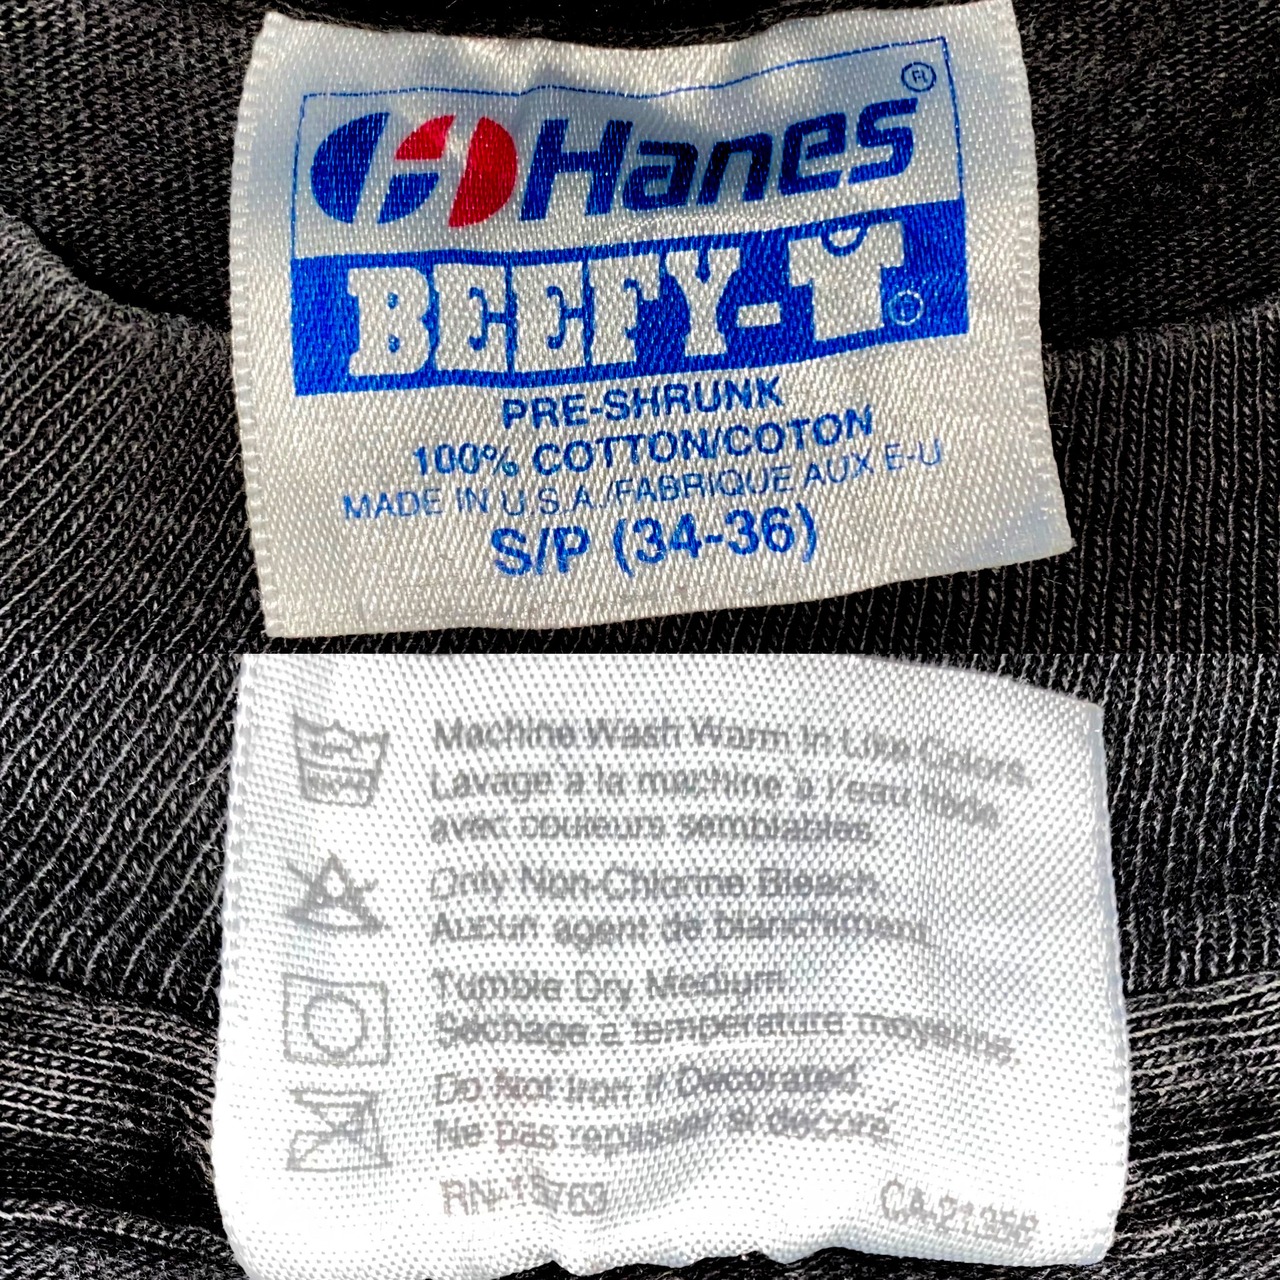 Hanes®
BEEFY-T®
PRE-SHRUNK
100% COTTON/COTON
MADE IN U.S.A./FABRIQUE AUX E-U
S/P (34-36)
Machine Wash Warm In Like Colors
Lavage à la machine à l'eau tiède
avec couleurs semblables
Only Non-Chlorine Bleach
Aucun agent de blanchiment
Tumble Dry Medium
Séchage à température moyenne
Do Not Iron If Decorated
Ne pas repasser si décoré
RN-15763